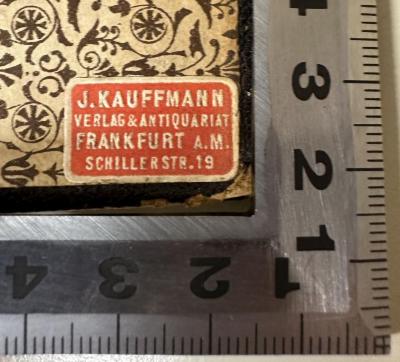 J. KAUFFMANN
VERLAG & ANTIQUARIAT
FRANKFURT A.M.
SCHILLERSTR. 19
4
3
2
1
4 3 2 1